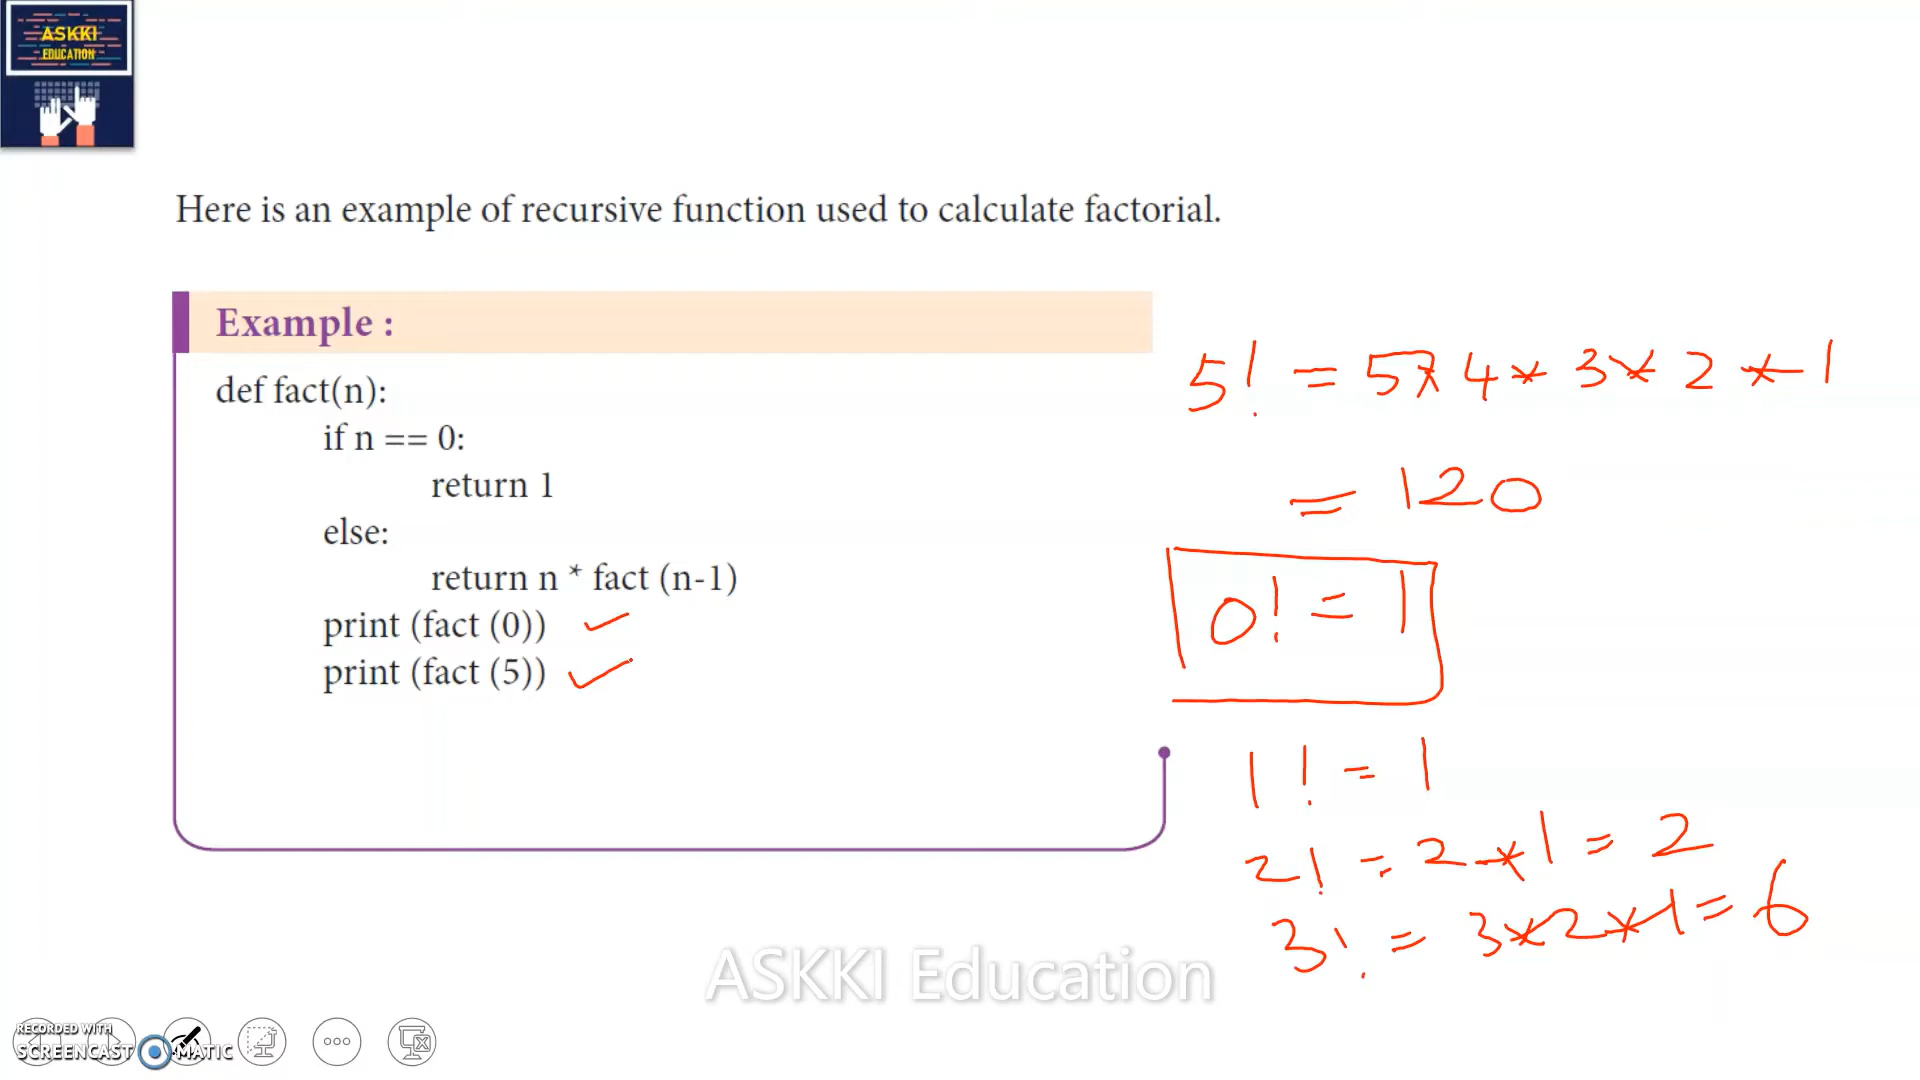 ASKKI
EDUCATION
Here is an example of recursive function used to calculate factorial.
Example :
def fact(n):
if n == 0:
return 1
else:
return n * fact (n-1)
print (fact (0))
print (fact (5))
5! = 5*4*3*2*1
= 120
0! = 1
1! = 1
2! = 2*1 = 2
3! = 3*2*1 = 6
ASKKI Education
RECORDED WITH
SCREENCAST-O-MATIC